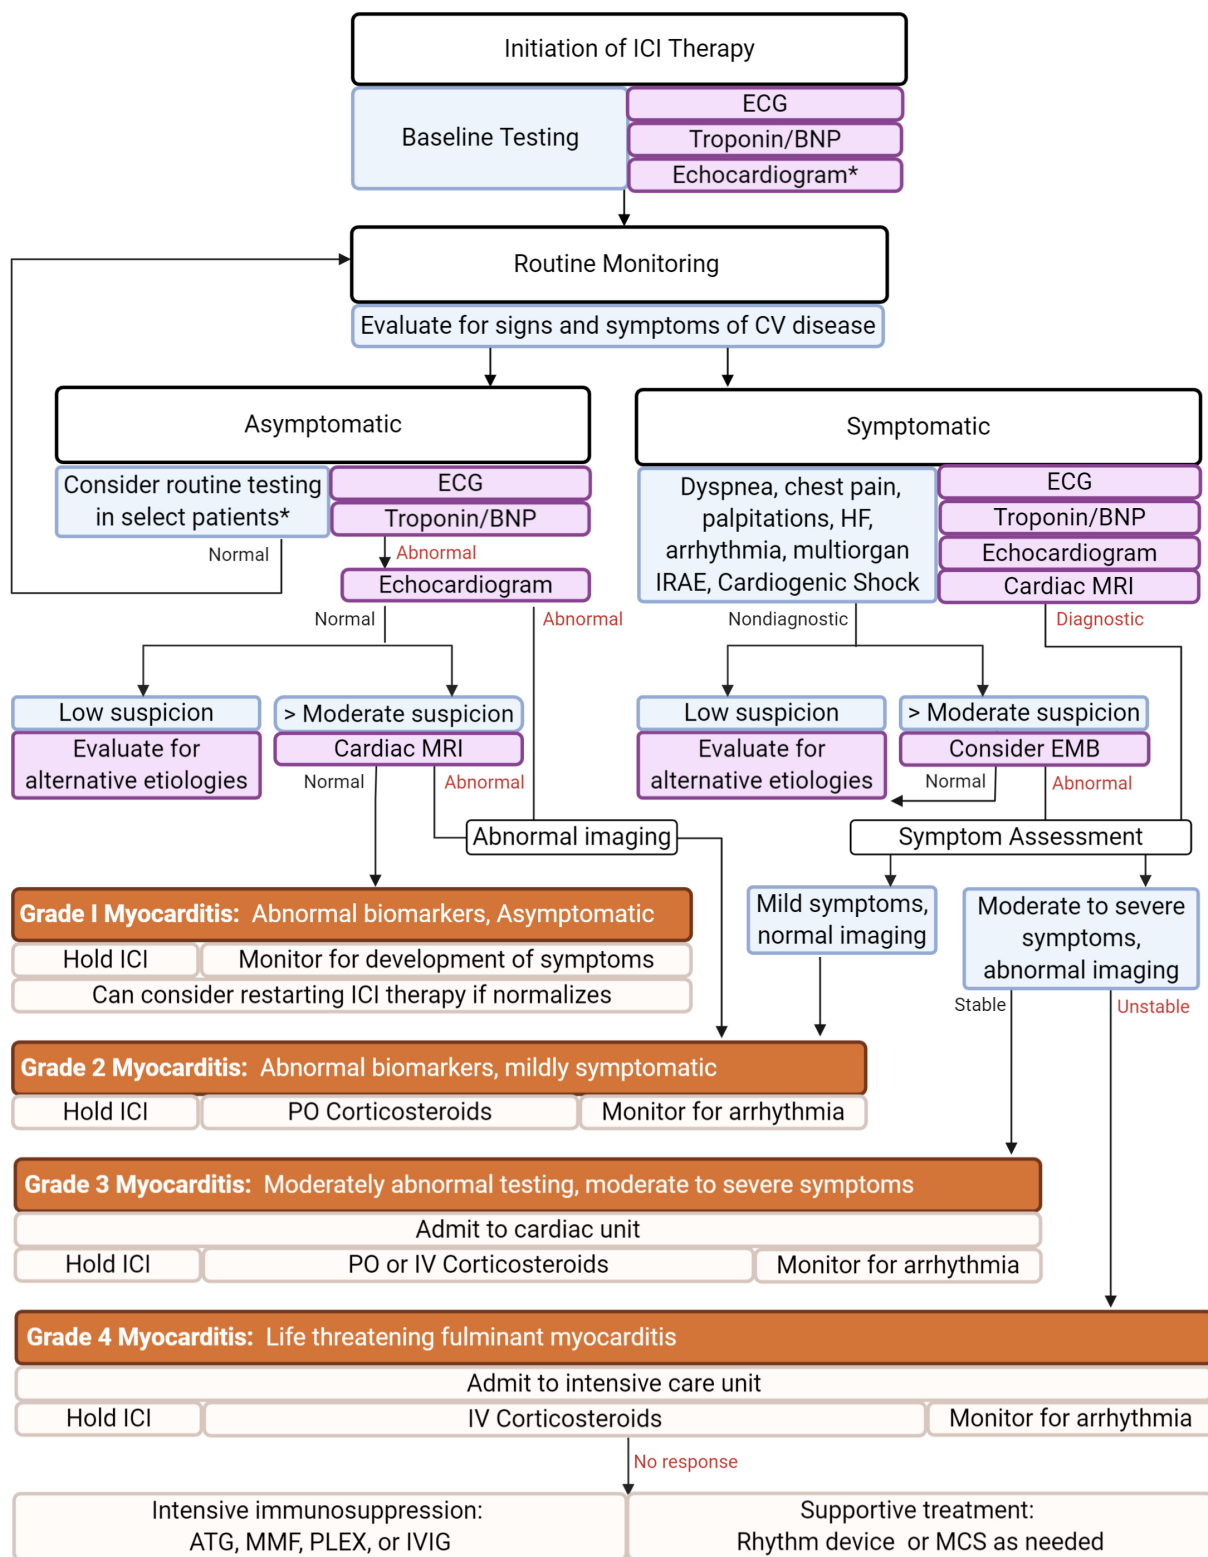 Initiation of ICI Therapy
Baseline Testing
ECG
Troponin/BNP
Echocardiogram*
Routine Monitoring
Evaluate for signs and symptoms of CV disease
Asymptomatic
Consider routine testing
in select patients*
ECG
Troponin/BNP
Normal
Abnormal
Echocardiogram
Normal
Abnormal
Low suspicion
Evaluate for
alternative etiologies
> Moderate suspicion
Cardiac MRI
Normal
Abnormal
Abnormal imaging
Symptomatic
Dyspnea, chest pain,
palpitations, HF,
arrhythmia, multiorgan
IRAE, Cardiogenic Shock
ECG
Troponin/BNP
Echocardiogram
Cardiac MRI
Nondiagnostic
Diagnostic
Low suspicion
Evaluate for
alternative etiologies
> Moderate suspicion
Consider EMB
Normal
Abnormal
Symptom Assessment
Mild symptoms,
normal imaging
Moderate to severe
symptoms,
abnormal imaging
Stable
Unstable
Grade I Myocarditis: Abnormal biomarkers, Asymptomatic
Hold ICI
Monitor for development of symptoms
Can consider restarting ICI therapy if normalizes
Grade 2 Myocarditis: Abnormal biomarkers, mildly symptomatic
Hold ICI
PO Corticosteroids
Monitor for arrhythmia
Grade 3 Myocarditis: Moderately abnormal testing, moderate to severe symptoms
Admit to cardiac unit
Hold ICI
PO or IV Corticosteroids
Monitor for arrhythmia
Grade 4 Myocarditis: Life threatening fulminant myocarditis
Admit to intensive care unit
Hold ICI
IV Corticosteroids
Monitor for arrhythmia
No response
Intensive immunosuppression:
ATG, MMF, PLEX, or IVIG
Supportive treatment:
Rhythm device or MCS as needed